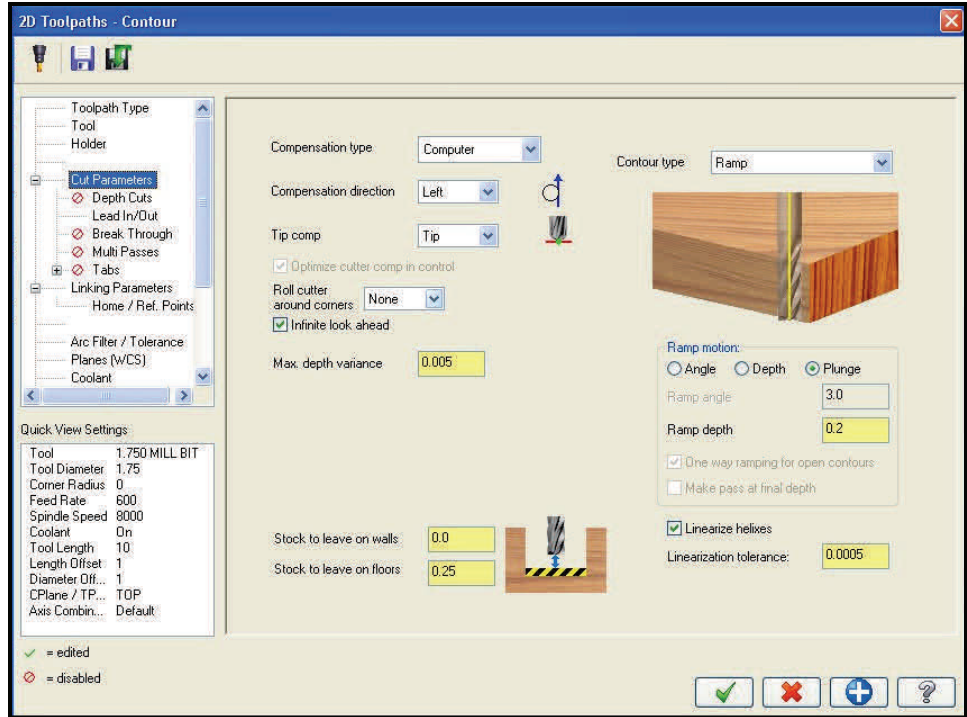 2D Toolpaths - Contour
Toolpath Type
Tool
Holder
Cut Parameters
Depth Cuts
Lead In/Out
Break Through
Multi Passes
Tabs
Linking Parameters
Home / Ref. Points
Arc Filter / Tolerance
Planes (WCS)
Coolant
Quick View Settings
Tool 1.750 MILL BIT
Tool Diameter 1.75
Corner Radius 0
Feed Rate 600
Spindle Speed 8000
Coolant On
Tool Length 10
Length Offset 1
Diameter Off... 1
CPlane / TP... TOP
Axis Combin... Default
= edited
= disabled
Compensation type Computer
Compensation direction Left
Tip comp Tip
Optimize cutter comp in control
Roll cutter
around corners None
Infinite look ahead
Max. depth variance 0.005
Stock to leave on walls 0.0
Stock to leave on floors 0.25
Contour type Ramp
Ramp motion:
Angle Depth Plunge
Ramp angle 3.0
Ramp depth 0.2
One way ramping for open contours
Make pass at final depth
Linearize helixes
Linearization tolerance: 0.0005